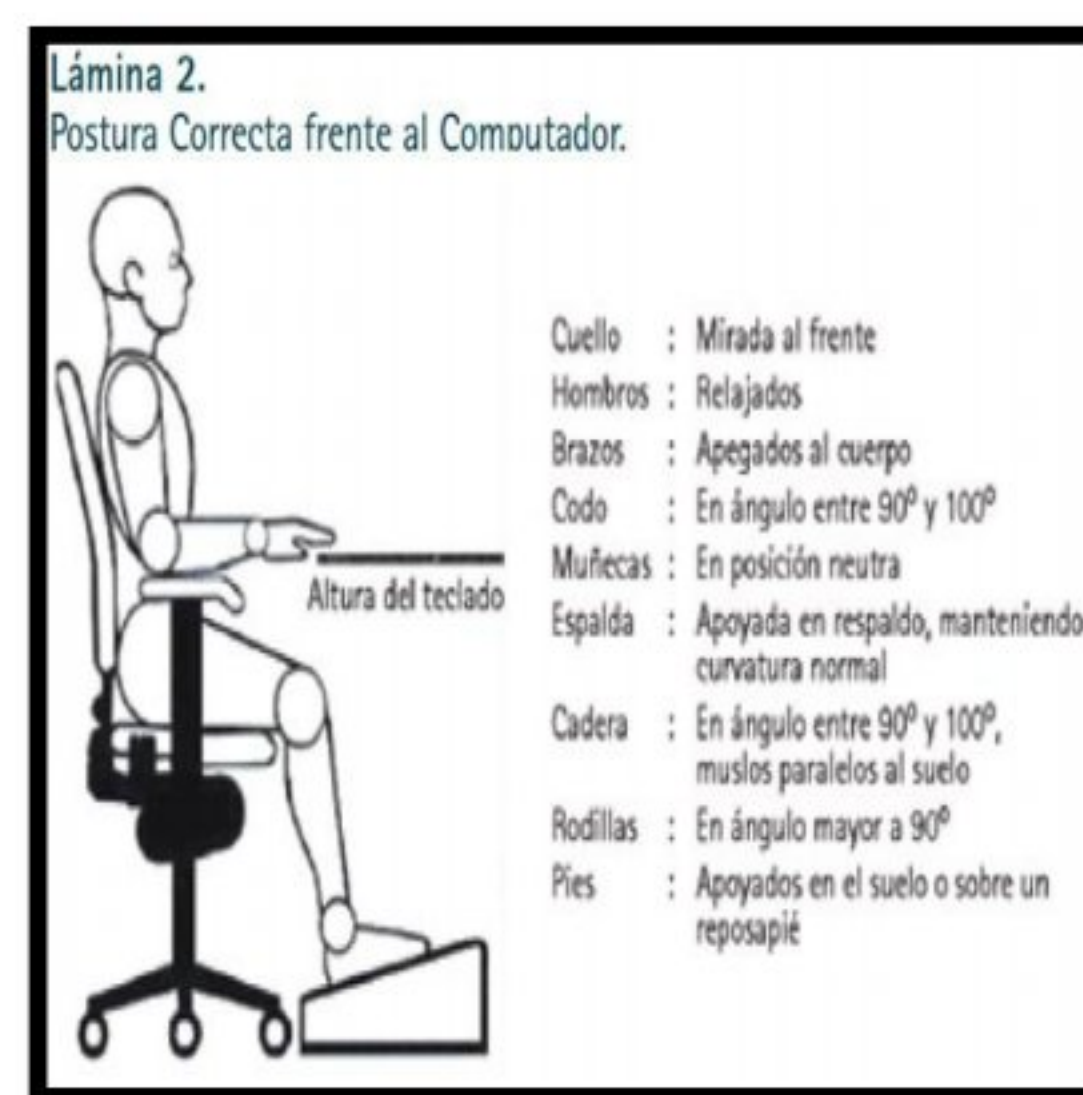 Lámina 2.
Postura Correcta frente al Computador.
Altura del teclado
Cuello : Mirada al frente
Hombros : Relajados
Brazos : Apegados al cuerpo
Codo : En ángulo entre 90º y 100º
Muñecas : En posición neutra
Espalda : Apoyada en respaldo, manteniendo
curvatura normal
Cadera : En ángulo entre 90º y 100º,
muslos paralelos al suelo
Rodillas : En ángulo mayor a 90º
Píes : Apoyados en el suelo o sobre un
reposapié